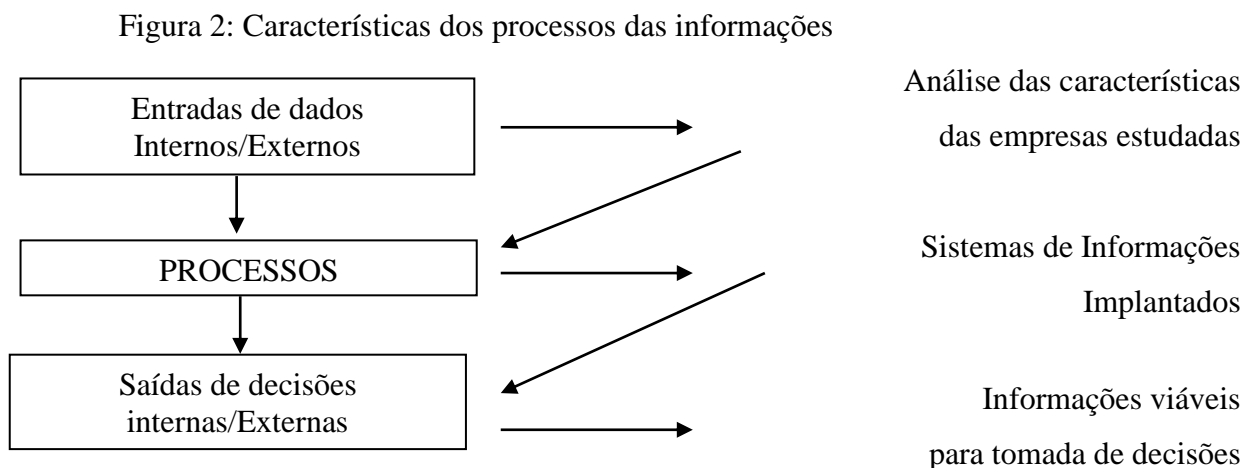 Figura 2: Características dos processos das informações
Entradas de dados
Internos/Externos
Análise das características
das empresas estudadas
PROCESSOS
Sistemas de Informações
Implantados
Saídas de decisões
internas/Externas
Informações viáveis
para tomada de decisões